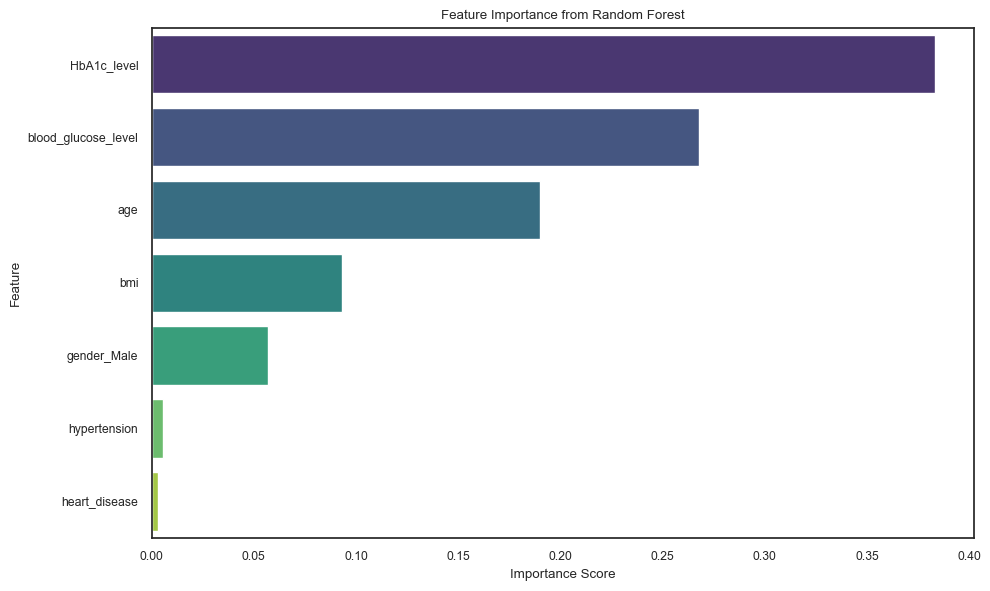 Feature Importance from Random Forest
HbA1c_level
blood_glucose_level
age
bmi
gender_Male
hypertension
heart_disease
Feature
0.00 0.05 0.10 0.15 0.20 0.25 0.30 0.35 0.40
Importance Score